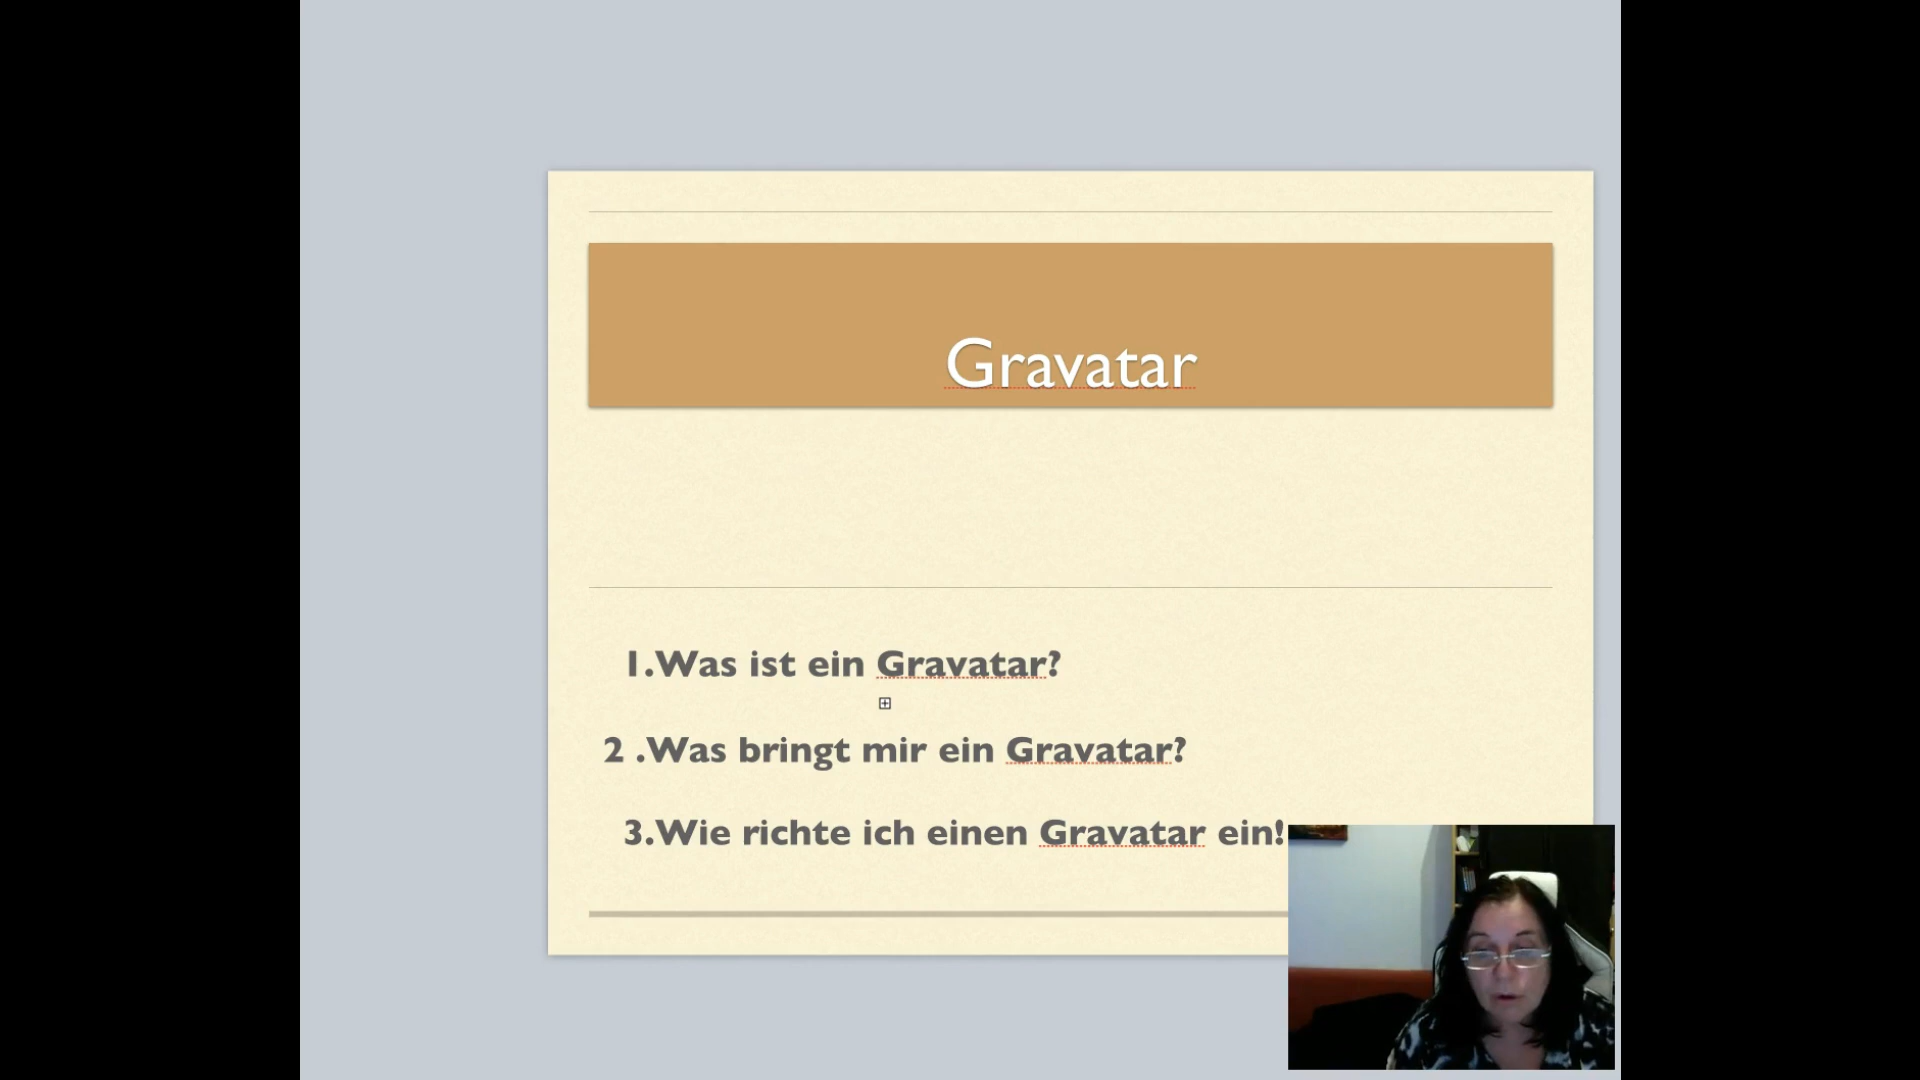 Gravatar
1.Was ist ein Gravatar?
2 .Was bringt mir ein Gravatar?
3.Wie richte ich einen Gravatar ein!